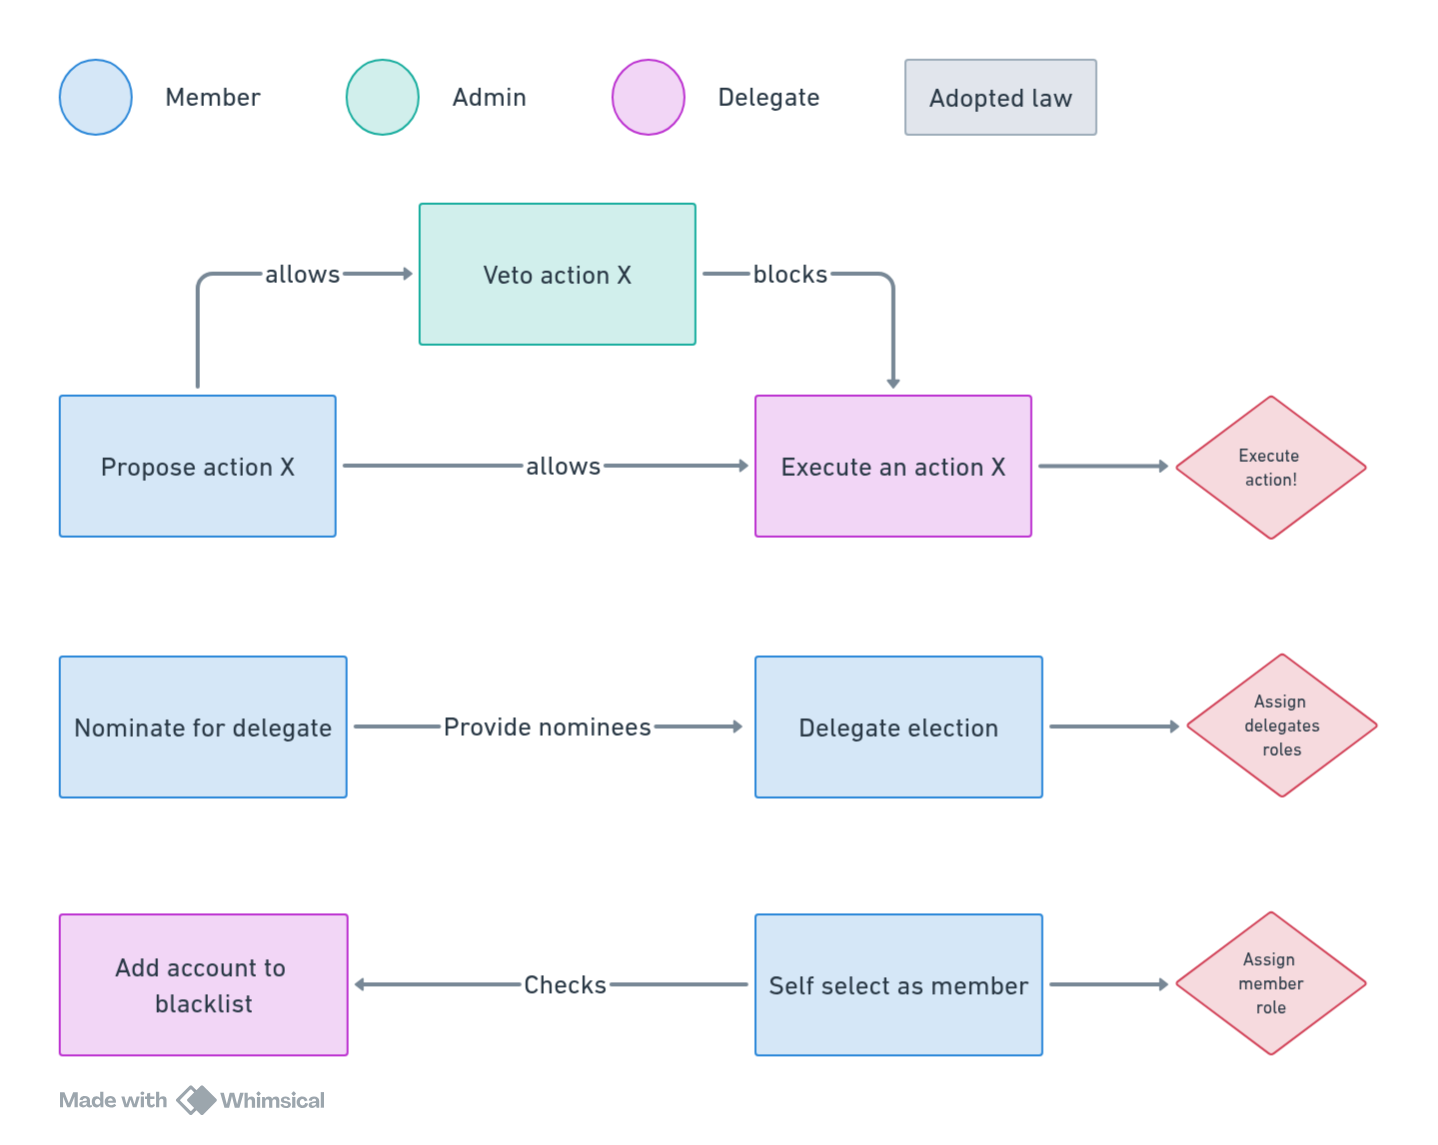 Member
Admin
Delegate
Adopted law
allows
Veto action X
blocks
Propose action X
allows
Execute an action X
Execute
action!
Nominate for delegate
Provide nominees
Delegate election
Assign
delegates
roles
Add account to
blacklist
Checks
Self select as member
Assign
member
role
Made with Whimsical